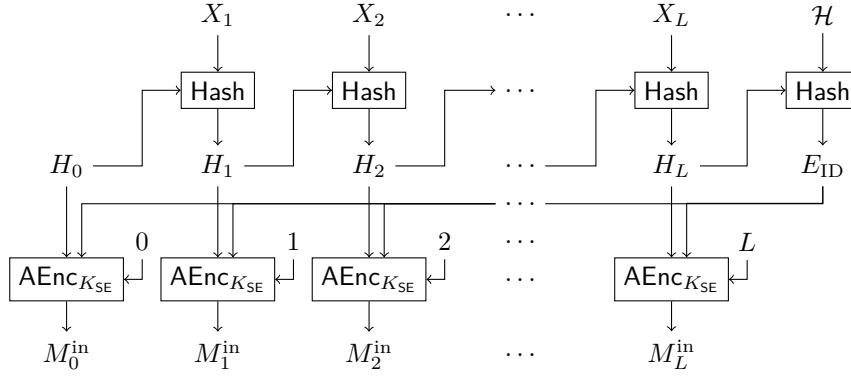 X_1 X_2 ⋯ X_L ℋ
Hash Hash ⋯ Hash Hash
H_0 H_1 H_2 ⋯ H_L E_ID
⋯
0 1 2 ⋯ L
AEnc_{K_SE} AEnc_{K_SE} AEnc_{K_SE} ⋯ AEnc_{K_SE}
M_0^in M_1^in M_2^in ⋯ M_L^in